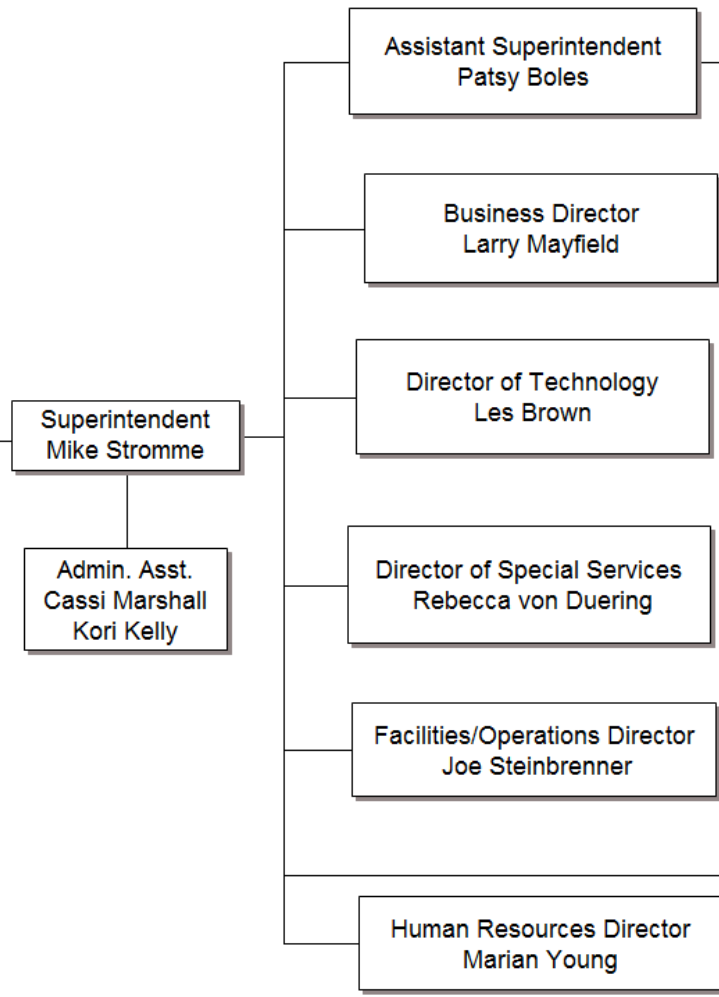 Assistant Superintendent
Patsy Boles
Business Director
Larry Mayfield
Director of Technology
Les Brown
Superintendent
Mike Stromme
Admin. Asst.
Cassi Marshall
Kori Kelly
Director of Special Services
Rebecca von Duering
Facilities/Operations Director
Joe Steinbrenner
Human Resources Director
Marian Young